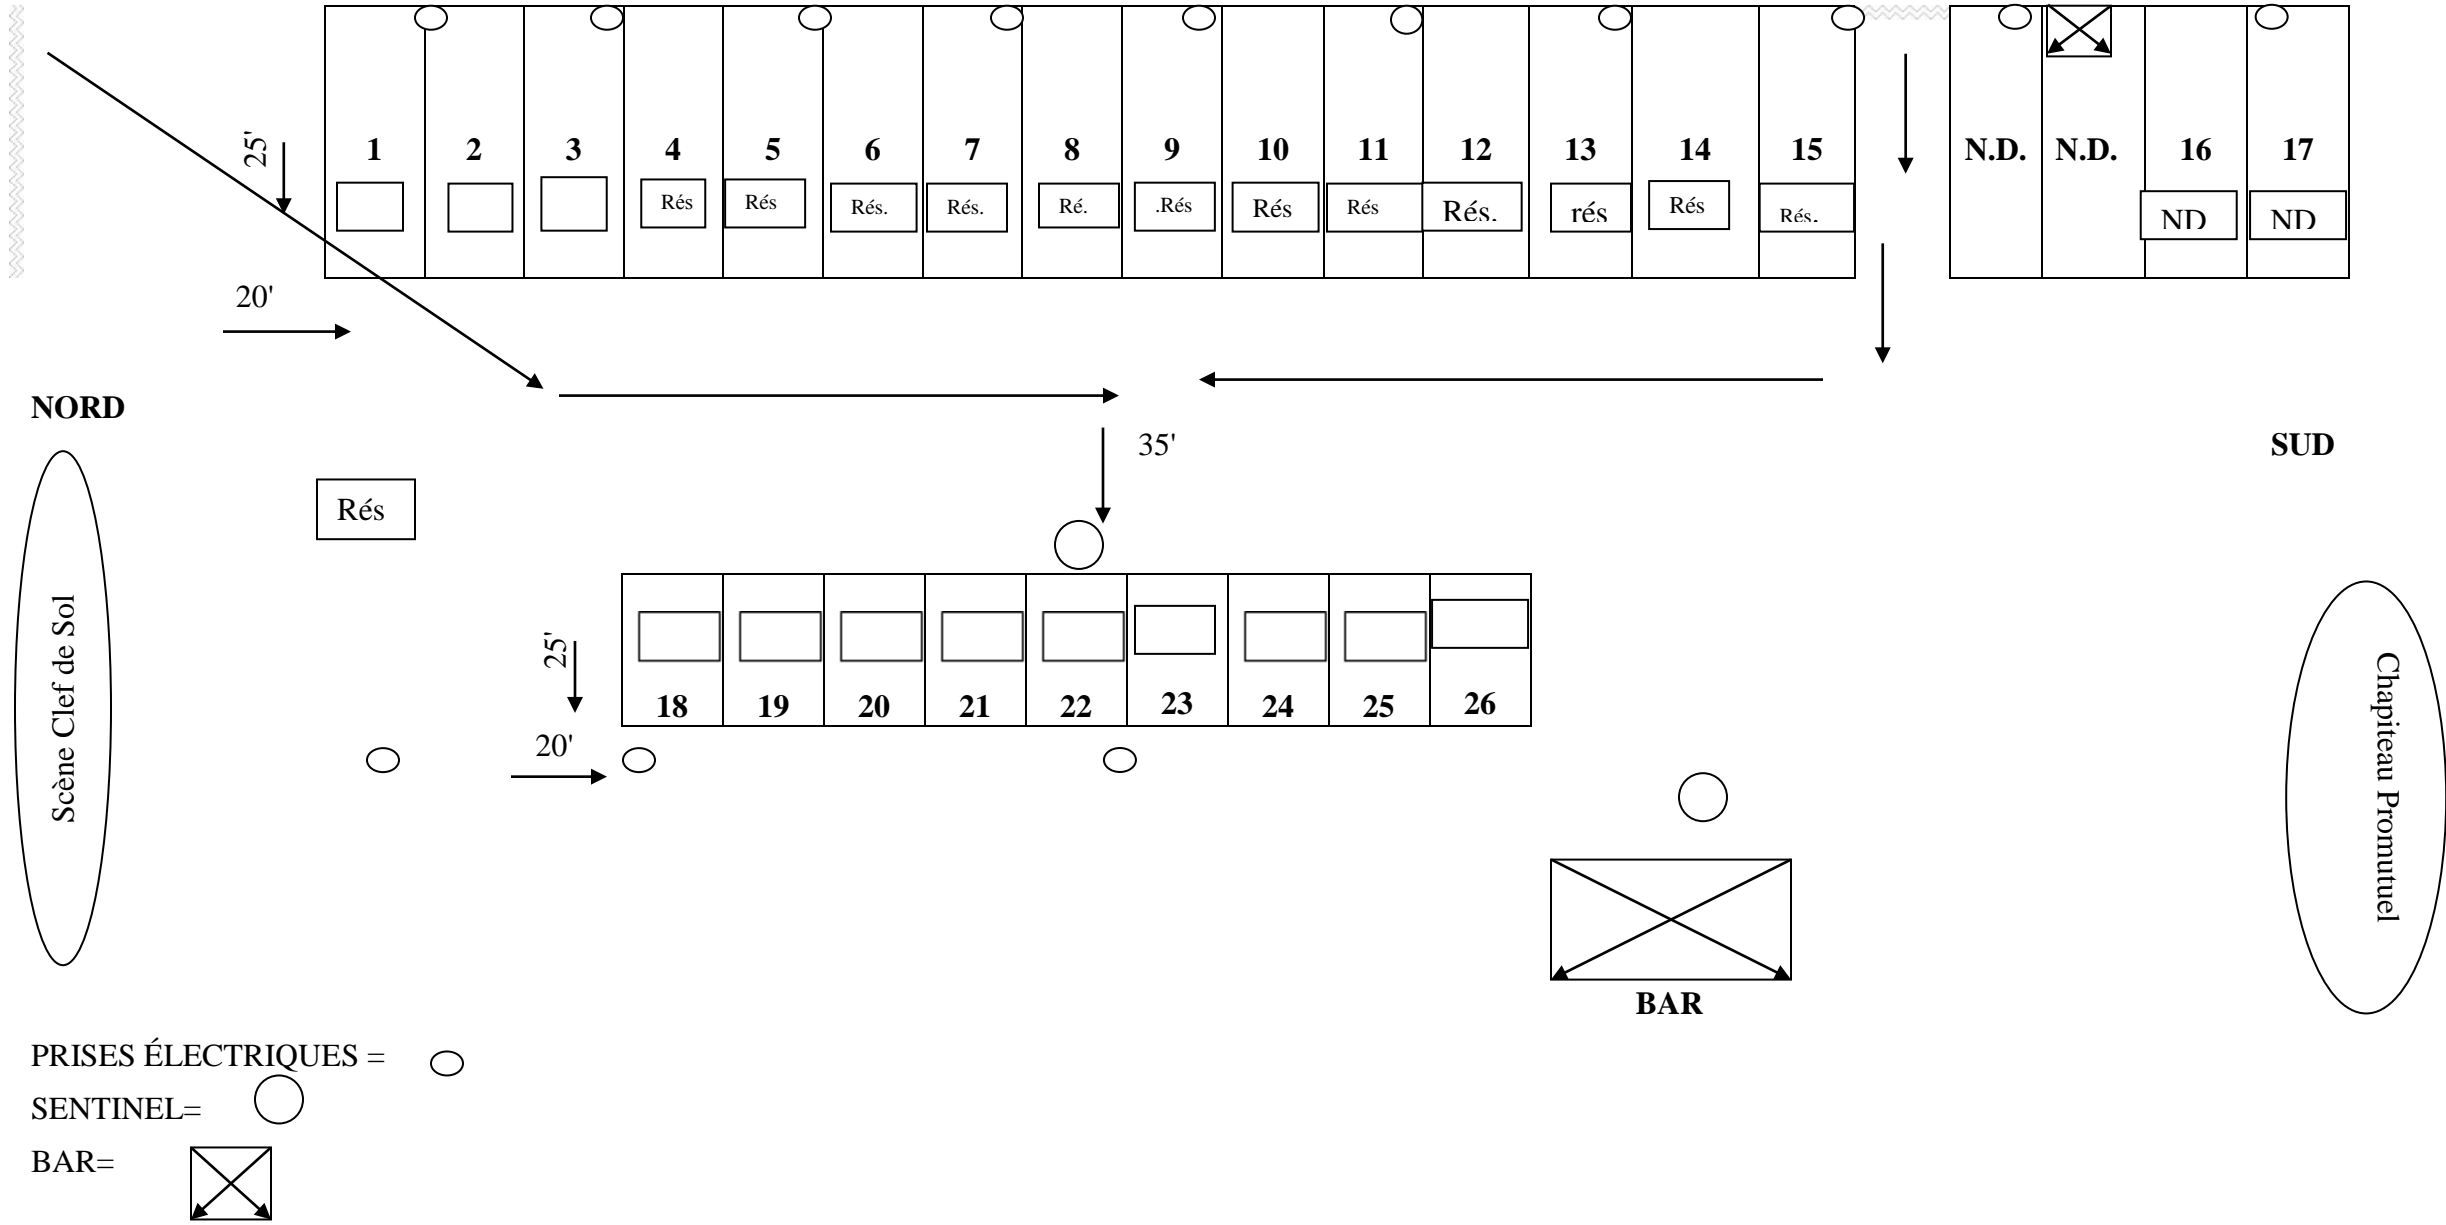 25'
1 2 3 4 5 6 7 8 9 10 11 12 13 14 15 N.D. N.D. 16 17
Rés Rés Rés. Rés. Ré. .Rés Rés Rés Rés. rés Rés Rés. ND ND
20'
NORD
35'
SUD
Rés
Scène Clef de Sol
25'
18 19 20 21 22 23 24 25 26
20'
Chapiteau Promutuel
BAR
PRISES ÉLECTRIQUES =
SENTINEL=
BAR=